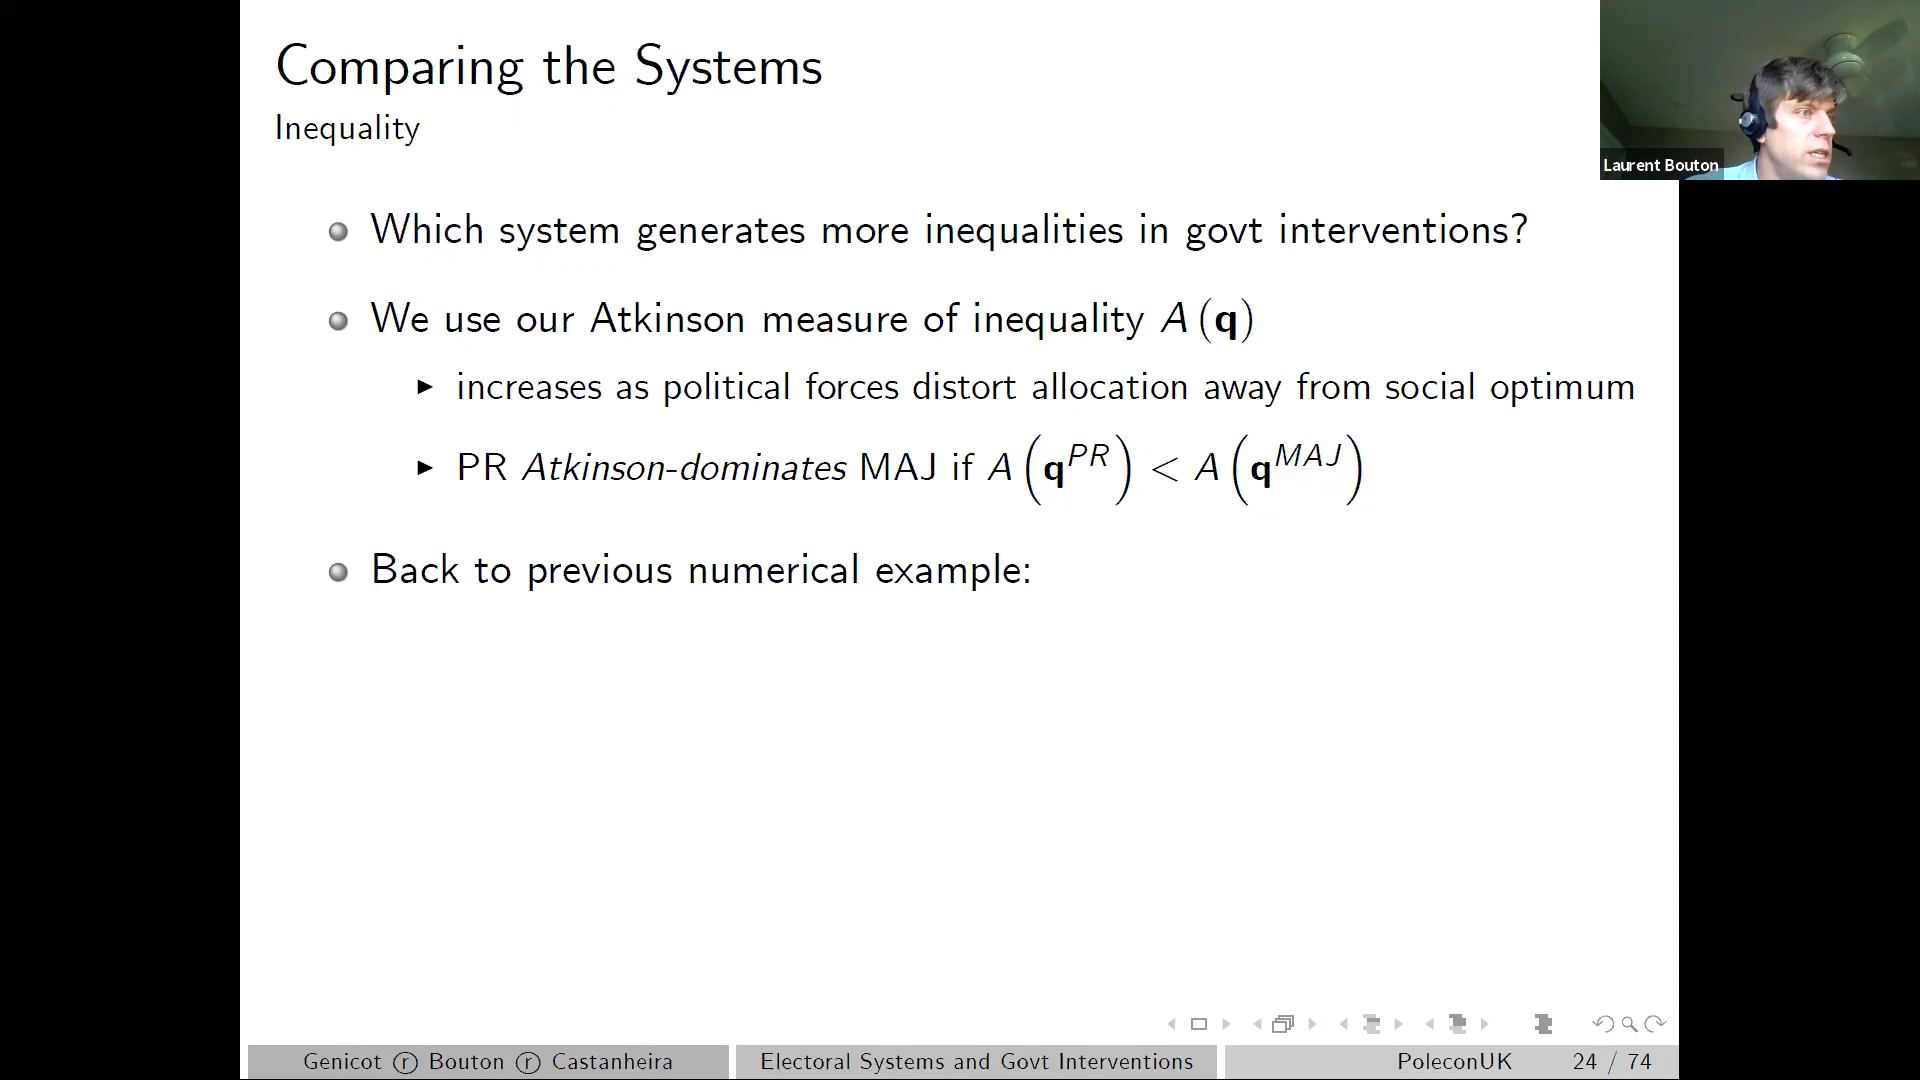 Comparing the Systems
Inequality
Laurent Bouton
Which system generates more inequalities in govt interventions?
We use our Atkinson measure of inequality A (q)
increases as political forces distort allocation away from social optimum
PR Atkinson-dominates MAJ if A (q^PR) < A (q^MAJ)
Back to previous numerical example:
Genicot ⓡ Bouton ⓡ Castanheira
Electoral Systems and Govt Interventions
PoleconUK 24 / 74